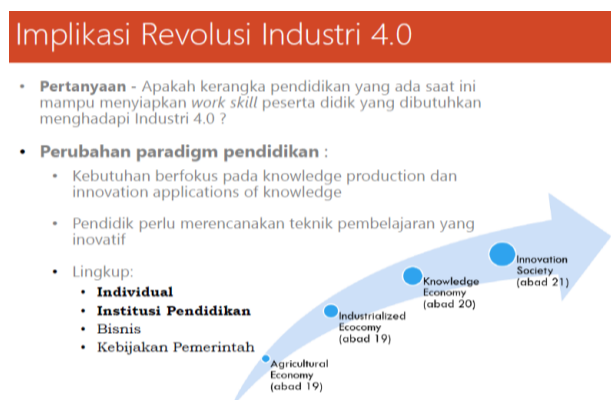 Implikasi Revolusi Industri 4.0
• Pertanyaan - Apakah kerangka pendidikan yang ada saat ini
mampu menyiapkan work skill peserta didik yang dibutuhkan
menghadapi Industri 4.0 ?
• Perubahan paradigm pendidikan :
• Kebutuhan berfokus pada knowledge production dan
innovation applications of knowledge
• Pendidik perlu merencanakan teknik pembelajaran yang
inovatif
• Lingkup:
• Individual
• Institusi Pendidikan
• Bisnis
• Kebijakan Pemerintah
Agricultural
Economy
(abad 19)
Industrialized
Ecocomy
(abad 19)
Knowledge
Economy
(abad 20)
Innovation
Society
(abad 21)